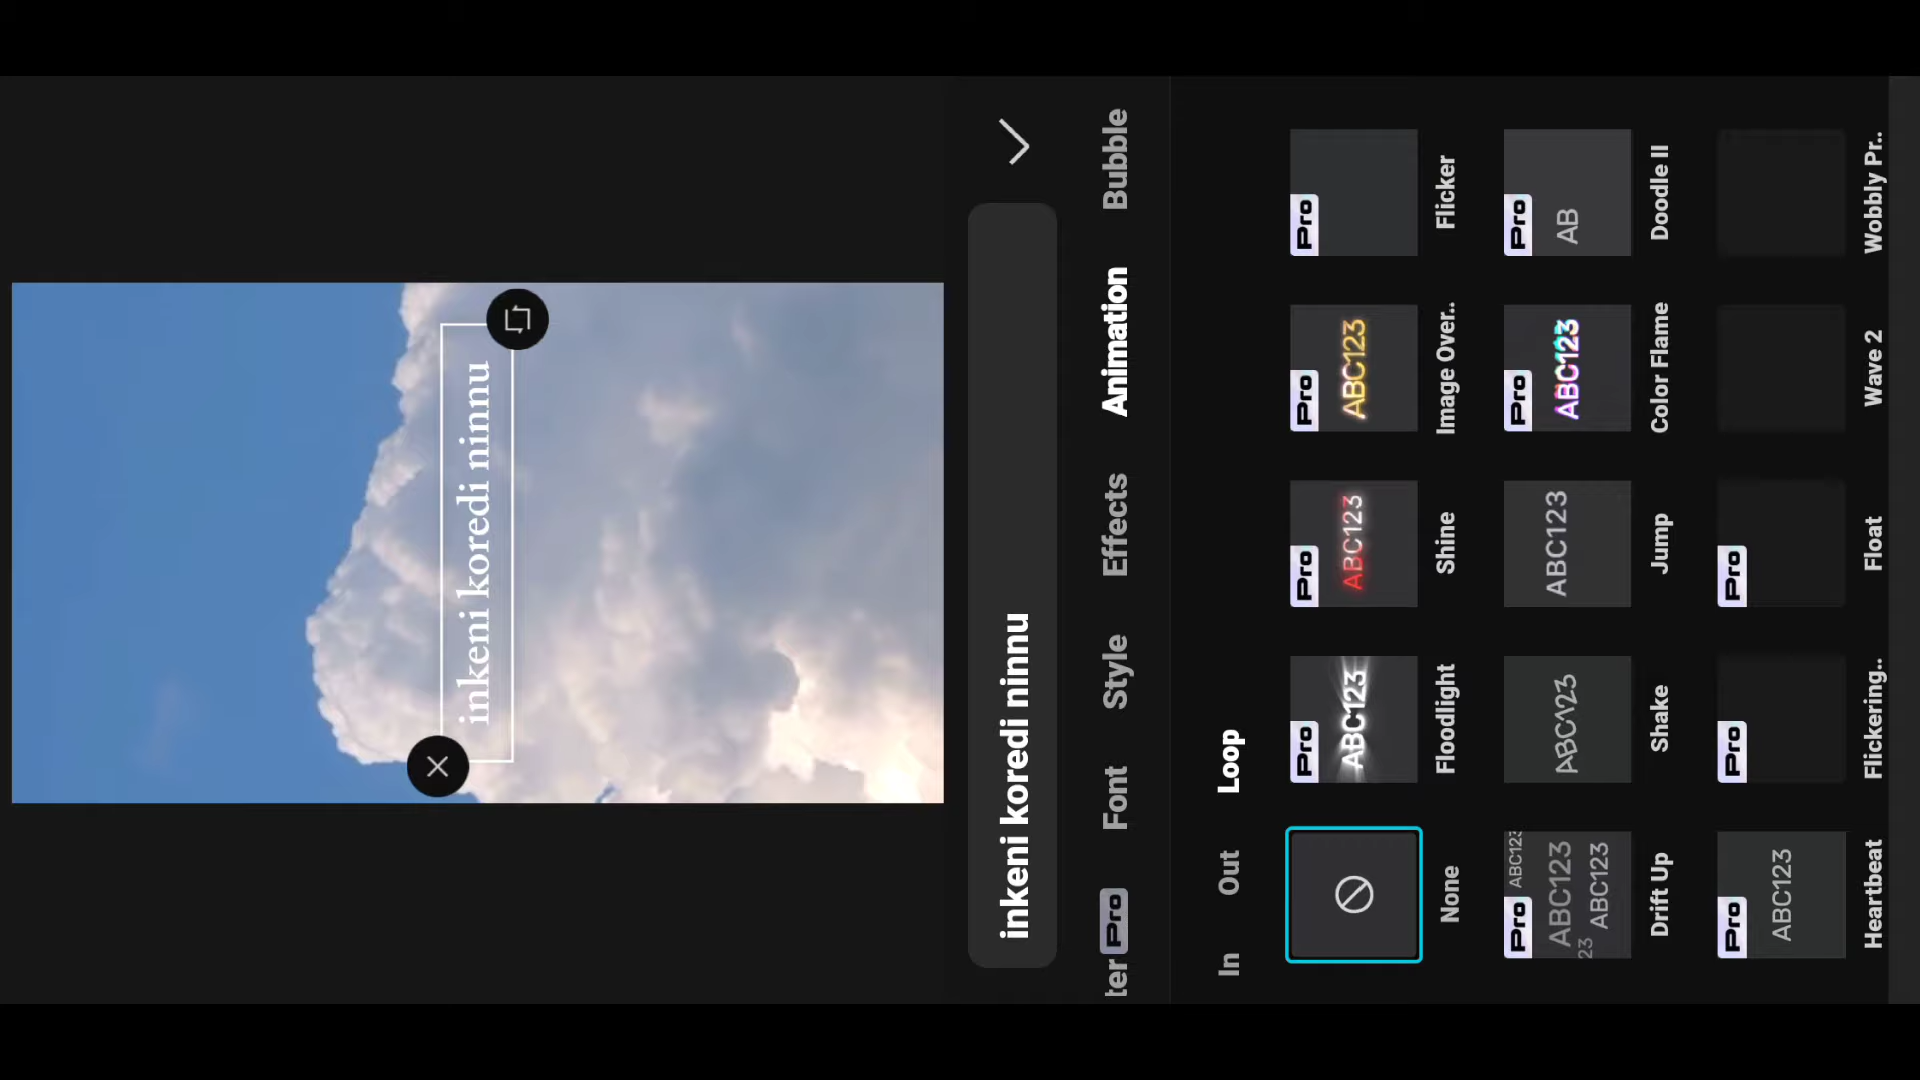 inkeni koredi ninnu
inkeni koredi ninnu
ter Pro Font Style Effects Animation Bubble
In Out Loop
Pro Pro Pro Pro
ABC123 ABC123 ABC123
None Floodlight Shine Image Over.. Flicker
Pro ABC123 ABC123 ABC123 23 ABC123 ABC123 Pro ABC123 Pro AB
Drift Up Shake Jump Color Flame Doodle II
Pro ABC123 Pro Pro
Heartbeat Flickering.. Float Wave 2 Wobbly Pr..